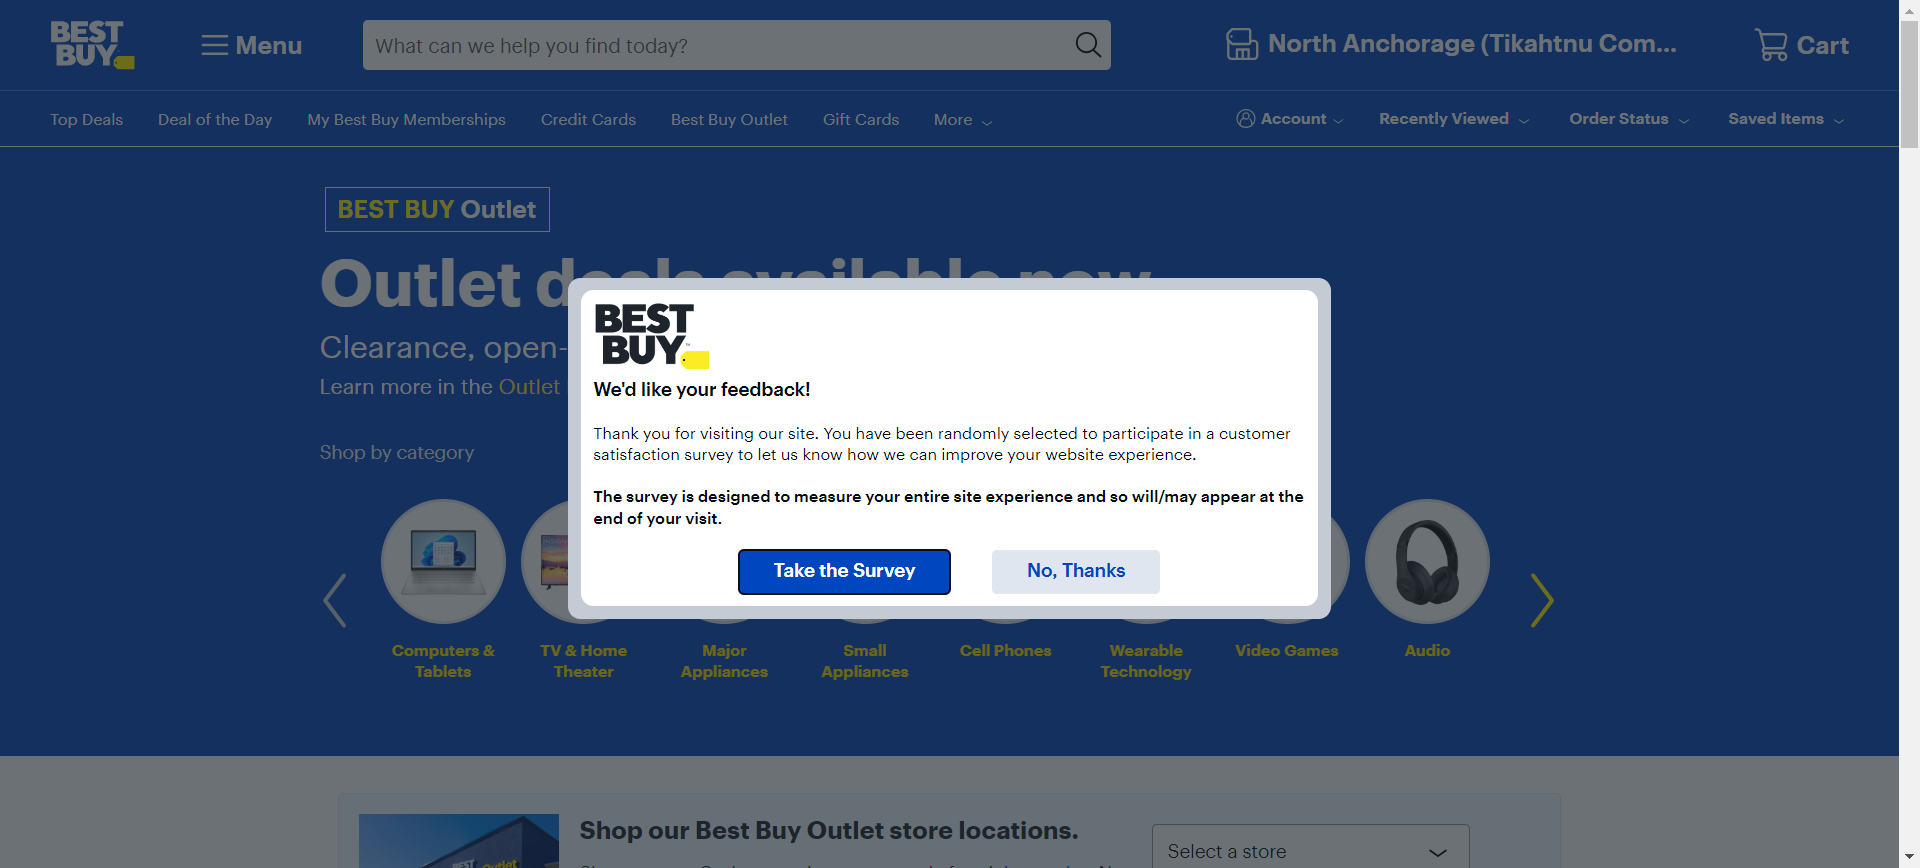 BEST BUY
Menu
What can we help you find today?
North Anchorage (Tikahtnu Com...
Cart
Top Deals
Deal of the Day
My Best Buy Memberships
Credit Cards
Best Buy Outlet
Gift Cards
More
Account
Recently Viewed
Order Status
Saved Items
BEST BUY Outlet
Outlet deals available now
Clearance, open-
Learn more in the Outlet
Shop by category
BEST
BUY™
We'd like your feedback!
Thank you for visiting our site. You have been randomly selected to participate in a customer
satisfaction survey to let us know how we can improve your website experience.
The survey is designed to measure your entire site experience and so will/may appear at the
end of your visit.
Take the Survey
No, Thanks
Computers &
Tablets
TV & Home
Theater
Major
Appliances
Small
Appliances
Cell Phones
Wearable
Technology
Video Games
Audio
Shop our Best Buy Outlet store locations.
Select a store
BEST
Outlet